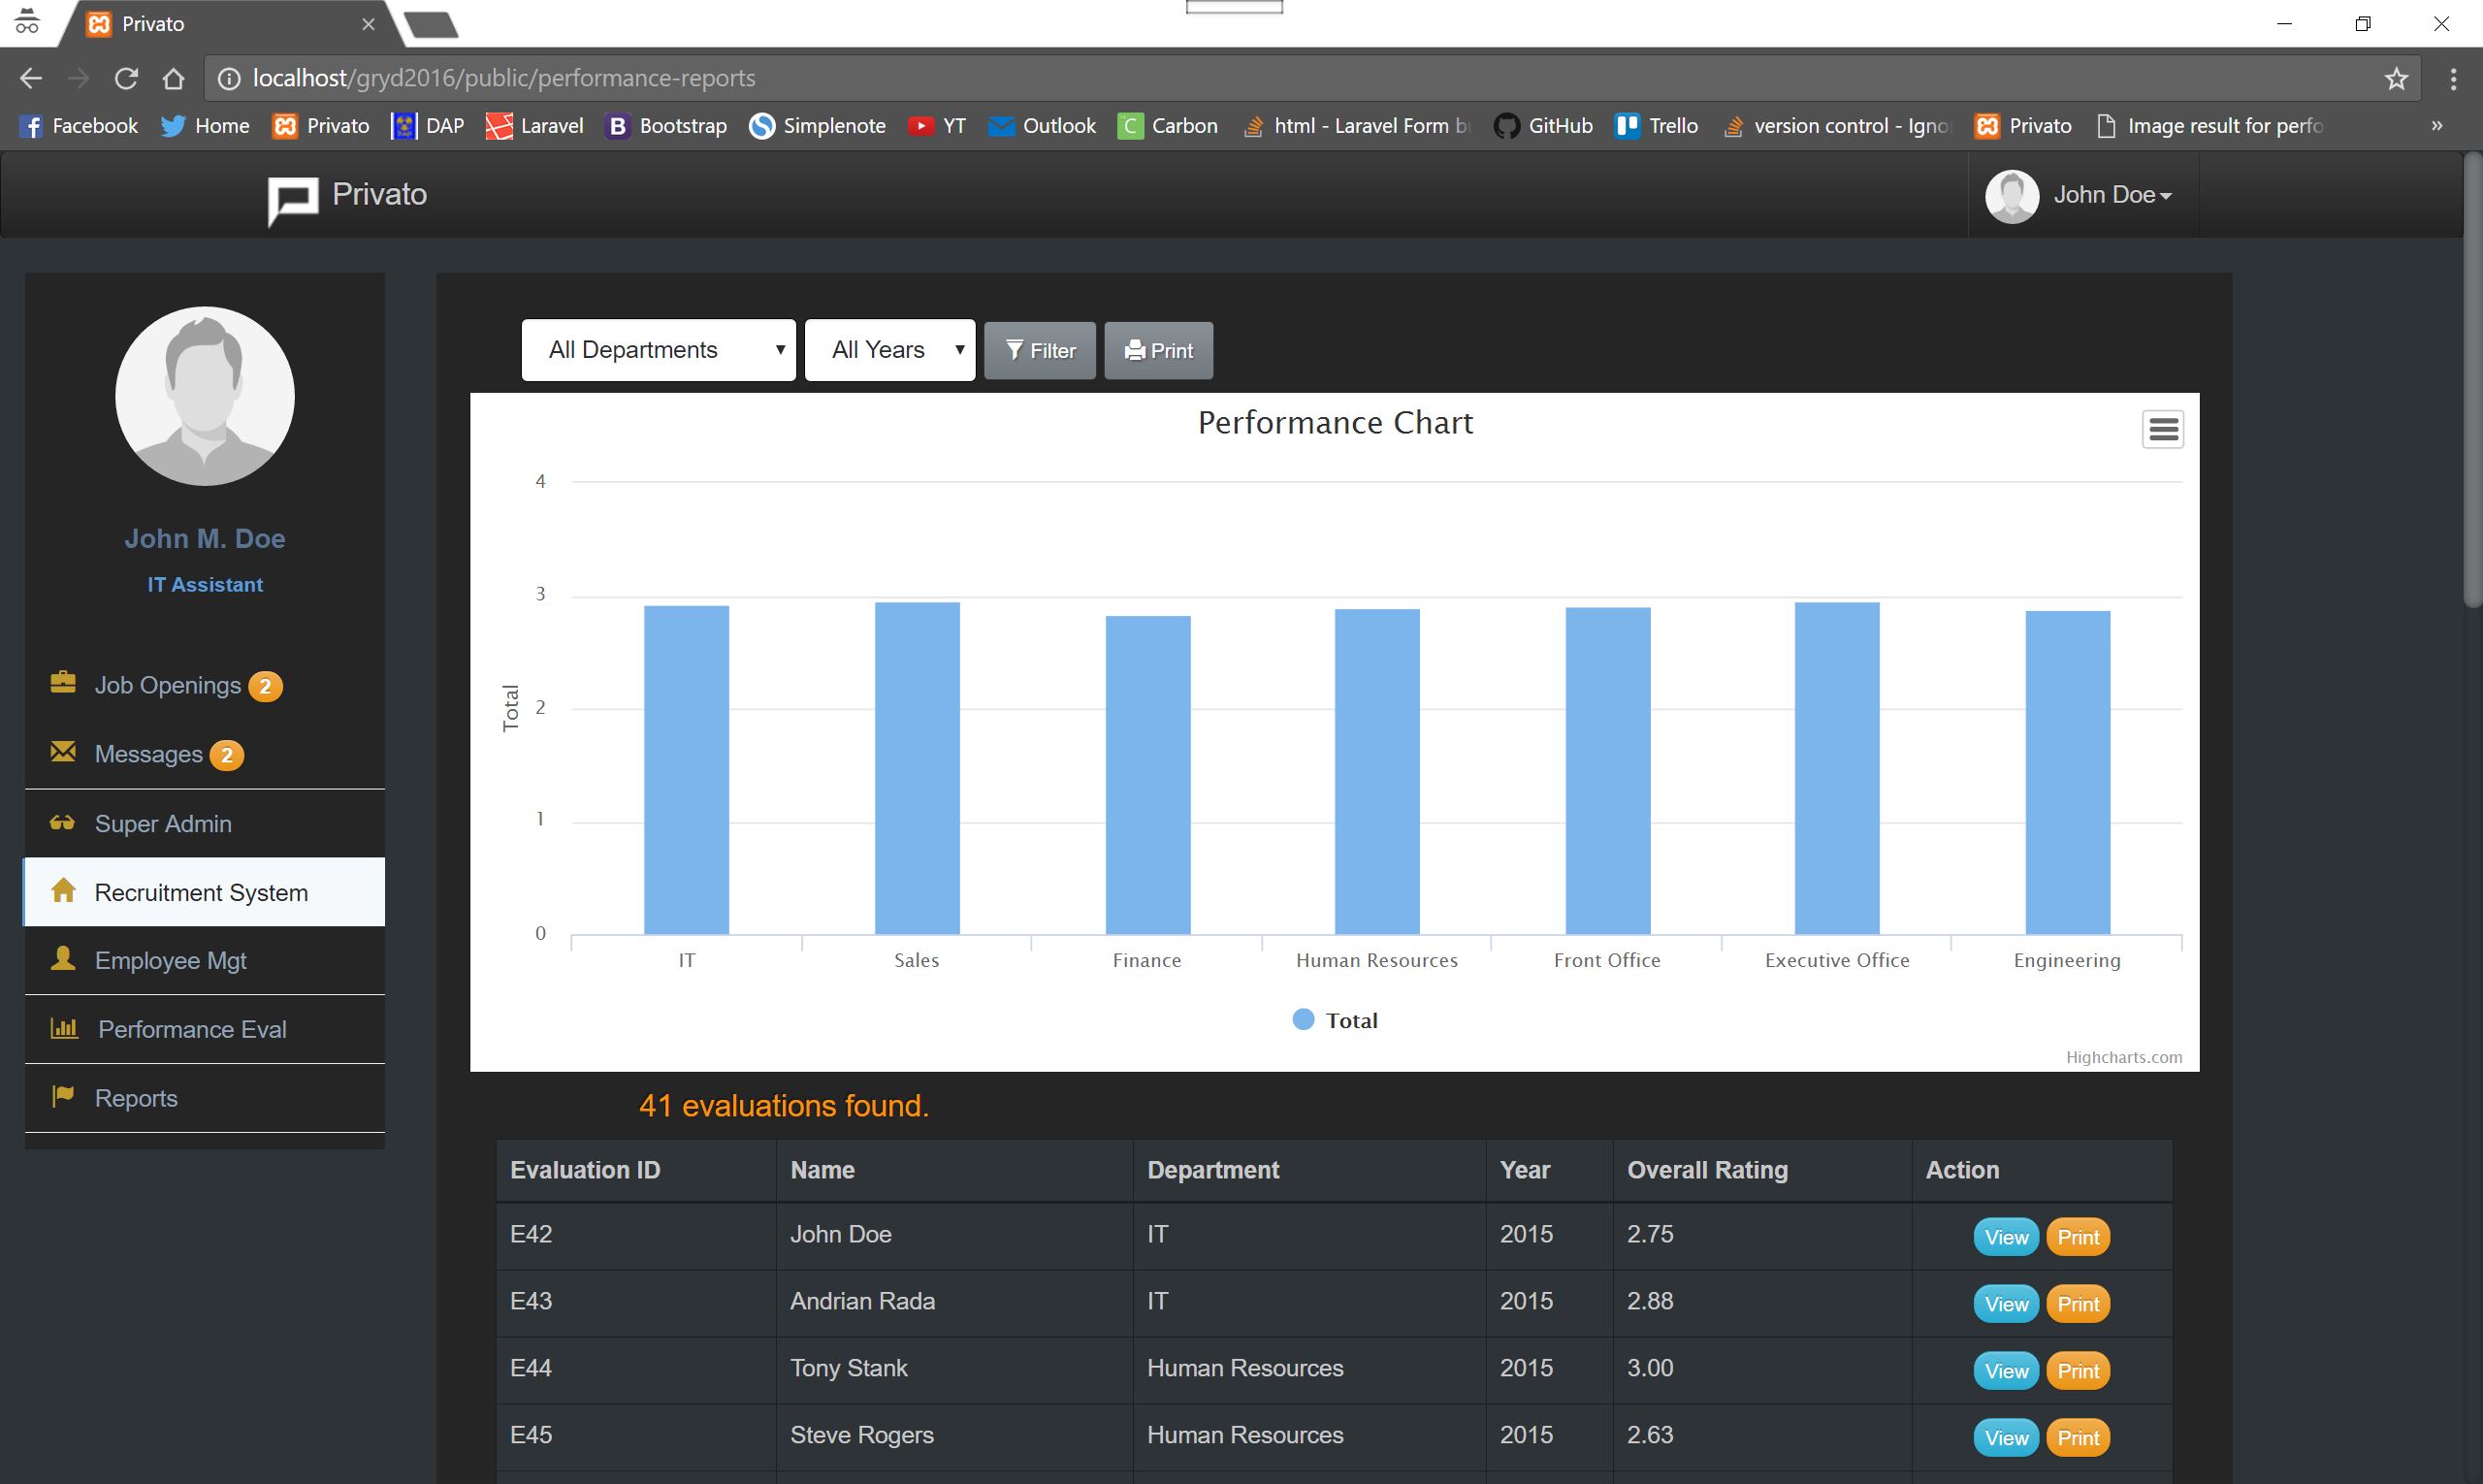 Privato
localhost/gryd2016/public/performance-reports
Facebook Home Privato DAP Laravel Bootstrap Simplenote YT Outlook Carbon html - Laravel Form GitHub Trello version control - Privato Image result for
Privato
John Doe
John M. Doe
IT Assistant
Job Openings 2
Messages 2
Super Admin
Recruitment System
Employee Mgt
Performance Eval
Reports
All Departments All Years Filter Print
Performance Chart
4
3
2
1
0
Total
IT Sales Finance Human Resources Front Office Executive Office Engineering
Total
Highcharts.com
41 evaluations found.
Evaluation ID Name Department Year Overall Rating Action
E42 John Doe IT 2015 2.75 View Print
E43 Andrian Rada IT 2015 2.88 View Print
E44 Tony Stank Human Resources 2015 3.00 View Print
E45 Steve Rogers Human Resources 2015 2.63 View Print